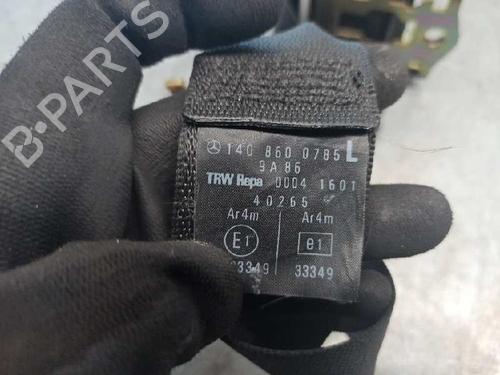 140 860 0785 L
9A86
TRW Repa 0004 1601
40265
Ar4m Ar4m
E1 e1
33349 33349
B-PARTS